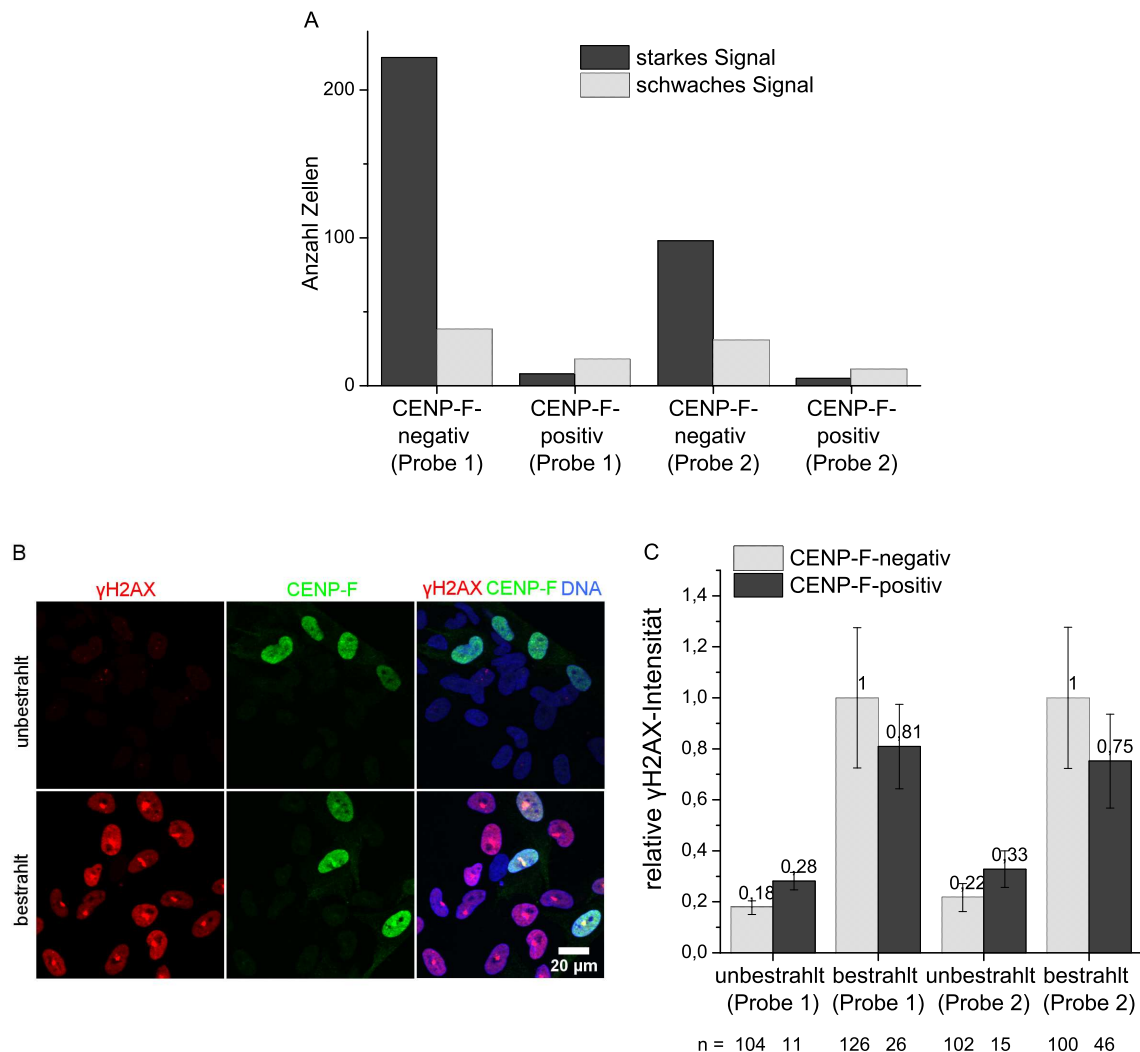 A
starkes Signal
schwaches Signal
Anzahl Zellen
200
100
0
CENP-F-
negativ
(Probe 1)
CENP-F-
positiv
(Probe 1)
CENP-F-
negativ
(Probe 2)
CENP-F-
positiv
(Probe 2)
B
γH2AX
CENP-F
γH2AX CENP-F DNA
unbestrahlt
bestrahlt
20 µm
C
CENP-F-negativ
CENP-F-positiv
relative γH2AX-Intensität
1,4
1,2
1,0
0,8
0,6
0,4
0,2
0,0
0,18
0,28
1
0,81
0,22
0,33
1
0,75
unbestrahlt
(Probe 1)
bestrahlt
(Probe 1)
unbestrahlt
(Probe 2)
bestrahlt
(Probe 2)
n = 104 11 126 26 102 15 100 46